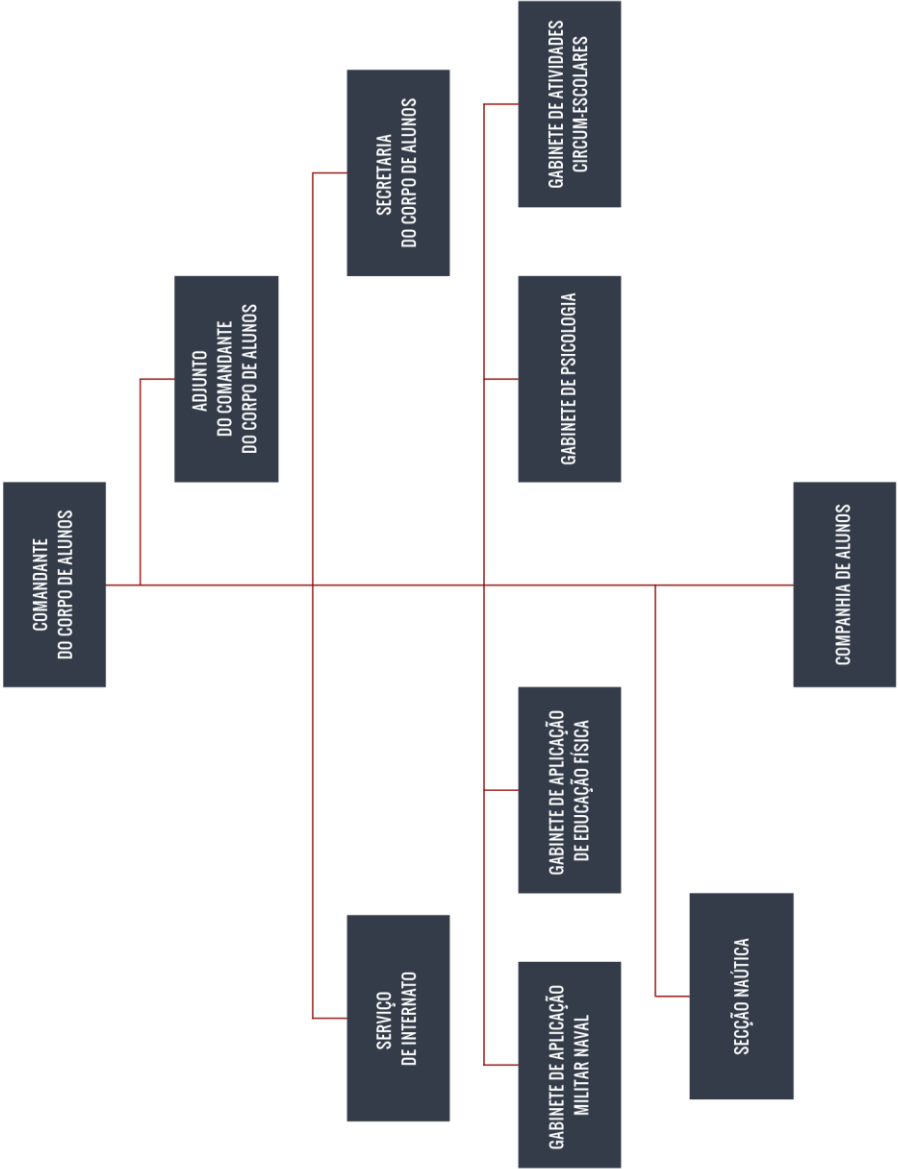 COMANDANTE
DO CORPO DE ALUNOS
ADJUNTO
DO COMANDANTE
DO CORPO DE ALUNOS
SERVIÇO
DE INTERNATO
SECRETARIA
DO CORPO DE ALUNOS
GABINETE DE APLICAÇÃO
MILITAR NAVAL
GABINETE DE APLICAÇÃO
DE EDUCAÇÃO FÍSICA
GABINETE DE PSICOLOGIA
GABINETE DE ATIVIDADES
CIRCUM-ESCOLARES
SECÇÃO NAÚTICA
COMPANHIA DE ALUNOS